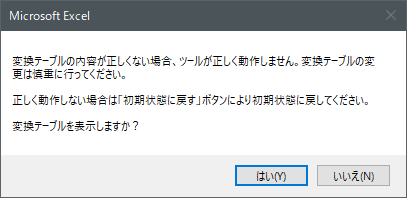 Microsoft Excel
変換テーブルの内容が正しくない場合、ツールが正しく動作しません。変換テーブルの変
更は慎重に行ってください。
正しく動作しない場合は「初期状態に戻す」ボタンにより初期状態に戻してください。
変換テーブルを表示しますか？
はい(Y)
いいえ(N)